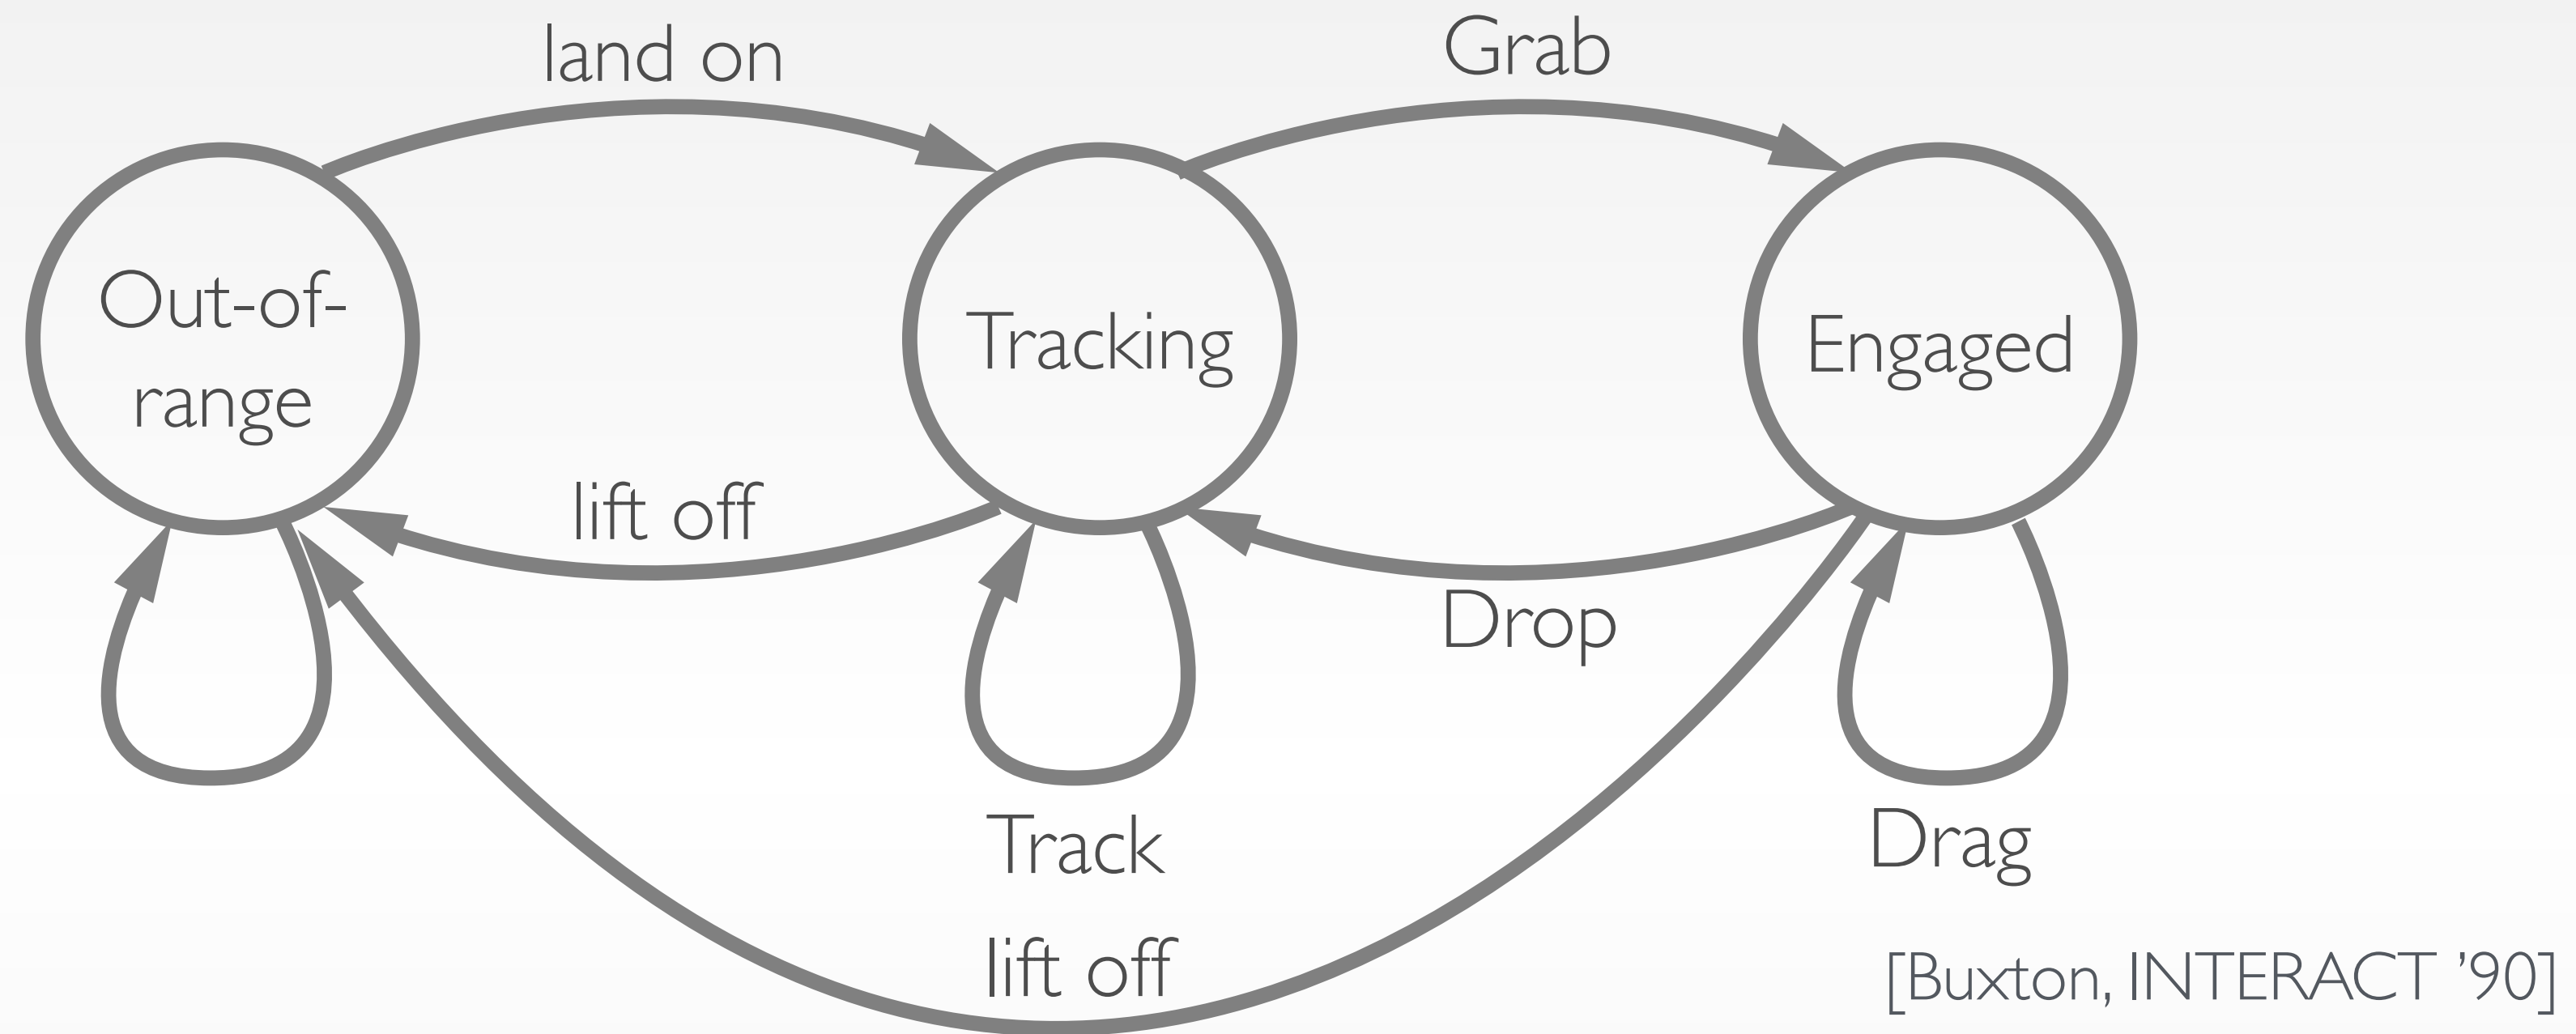 land on
Grab
Out-of-
range
Tracking
Engaged
lift off
Drop
Track
Drag
lift off
[Buxton, INTERACT ’90]